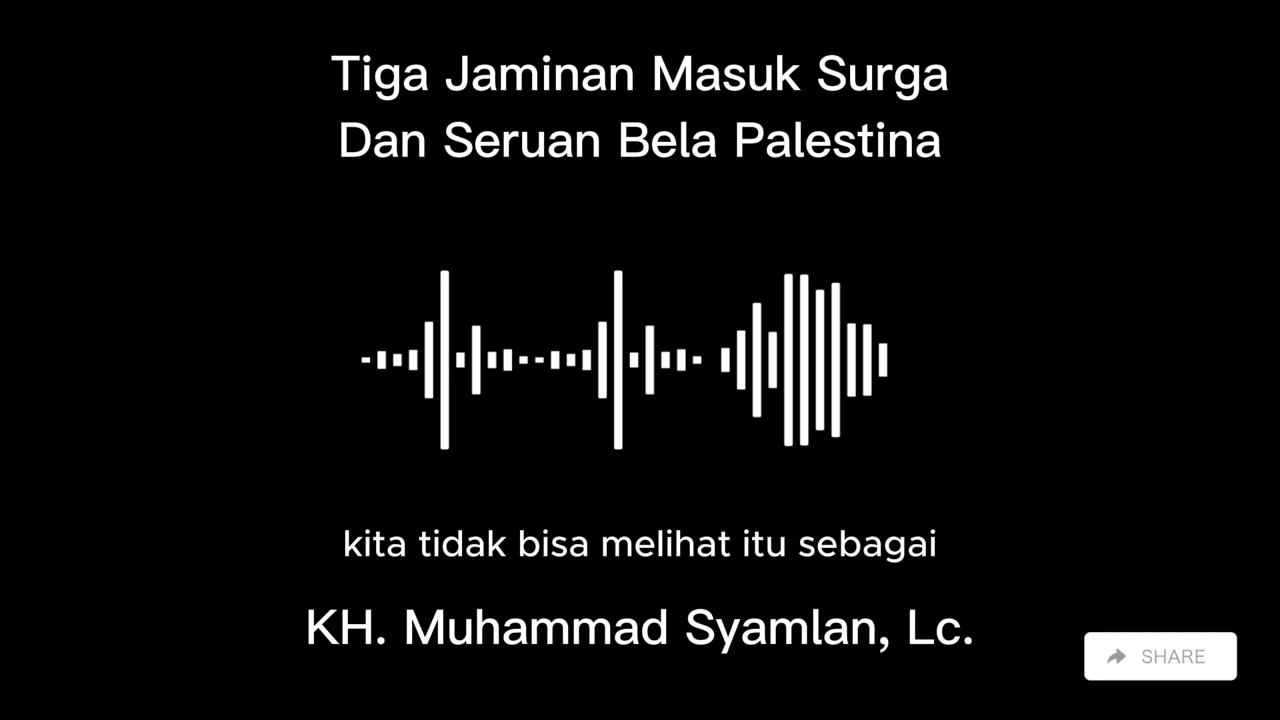 Tiga Jaminan Masuk Surga
Dan Seruan Bela Palestina
kita tidak bisa melihat itu sebagai
KH. Muhammad Syamlan, Lc.
SHARE